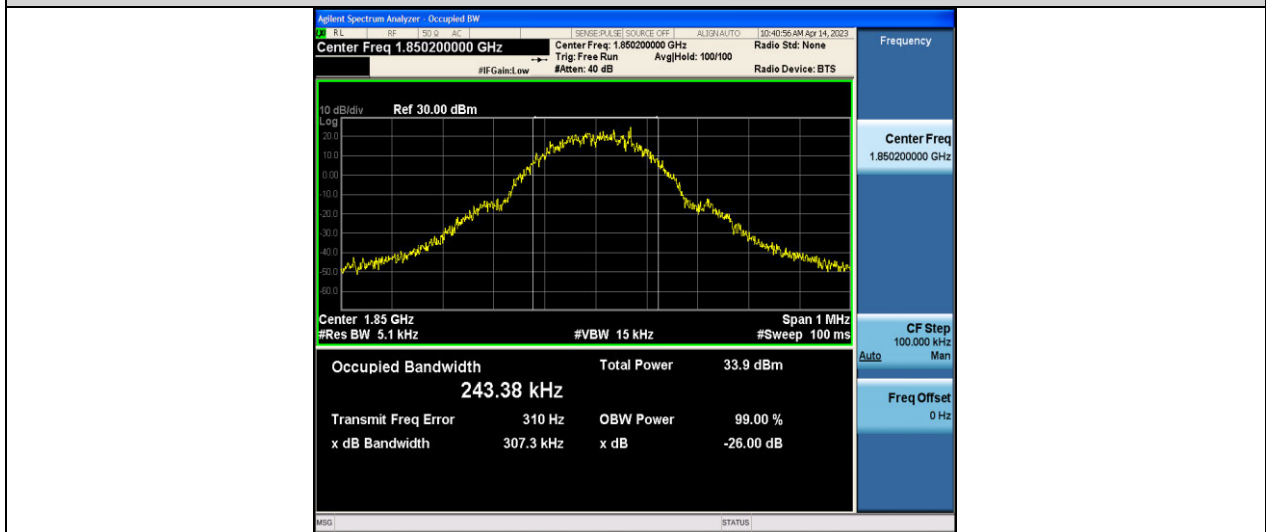 Agilent Spectrum Analyzer - Occupied BW
RL RF 50 Ω AC SENSE:PULSE SOURCE OFF ALIGN AUTO 10:40:56 AM Apr 14, 2023
Center Freq 1.850200000 GHz
Center Freq: 1.850200000 GHz
Radio Std: None
Trig: Free Run Avg|Hold: 100/100
#IFGain:Low #Atten: 40 dB Radio Device: BTS
10 dB/div Ref 30.00 dBm
Log
20.0
10.0
0.00
-10.0
-20.0
-30.0
-40.0
-50.0
-60.0
Center 1.85 GHz Span 1 MHz
#Res BW 5.1 kHz #VBW 15 kHz #Sweep 100 ms
Occupied Bandwidth Total Power 33.9 dBm
243.38 kHz
Transmit Freq Error 310 Hz OBW Power 99.00 %
x dB Bandwidth 307.3 kHz x dB -26.00 dB
MSG STATUS
Frequency
Center Freq
1.850200000 GHz
CF Step
100.000 kHz
Auto Man
Freq Offset
0 Hz